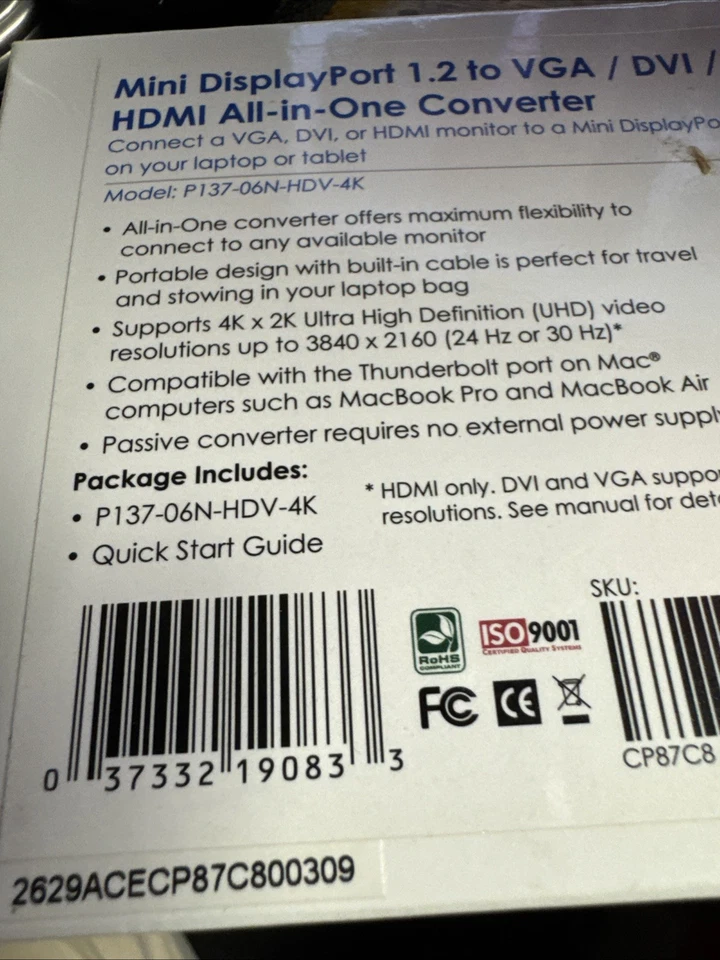 Mini DisplayPort 1.2 to VGA / DVI /
HDMI All-in-One Converter
Connect a VGA, DVI, or HDMI monitor to a Mini DisplayPo
on your laptop or tablet
Model: P137-06N-HDV-4K
• All-in-One converter offers maximum flexibility to
connect to any available monitor
• Portable design with built-in cable is perfect for travel
and stowing in your laptop bag
• Supports 4K x 2K Ultra High Definition (UHD) video
resolutions up to 3840 x 2160 (24 Hz or 30 Hz)*
• Compatible with the Thunderbolt port on Mac®
computers such as MacBook Pro and MacBook Air
• Passive converter requires no external power supply
Package Includes:
• P137-06N-HDV-4K
• Quick Start Guide
* HDMI only. DVI and VGA suppo
resolutions. See manual for deta
SKU:
RoHS
COMPLIANT
ISO 9001
CERTIFIED QUALITY SYSTEMS
FC CE
0 37332 19083 3
CP87C8
2629ACECP87C800309